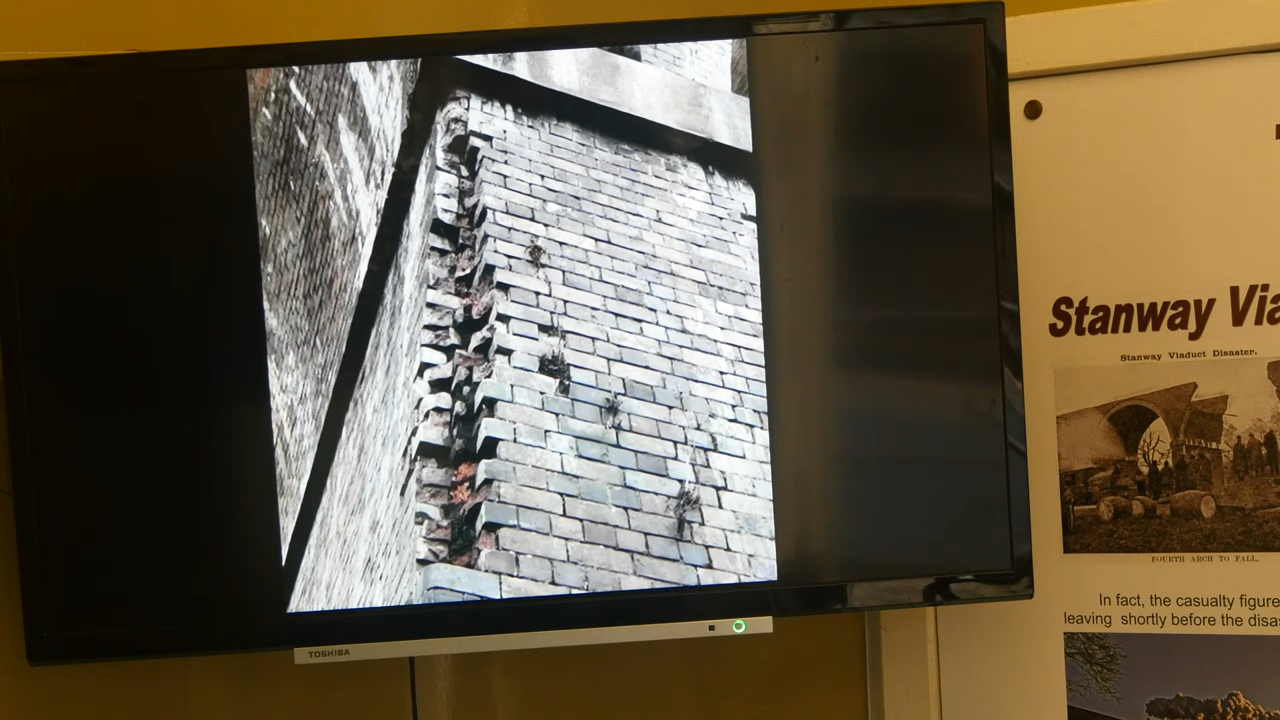 TOSHIBA
Stanway Via
Stanway Viaduct Disaster.
FOURTH ARCH TO FALL.
In fact, the casualty figure
leaving shortly before the disa